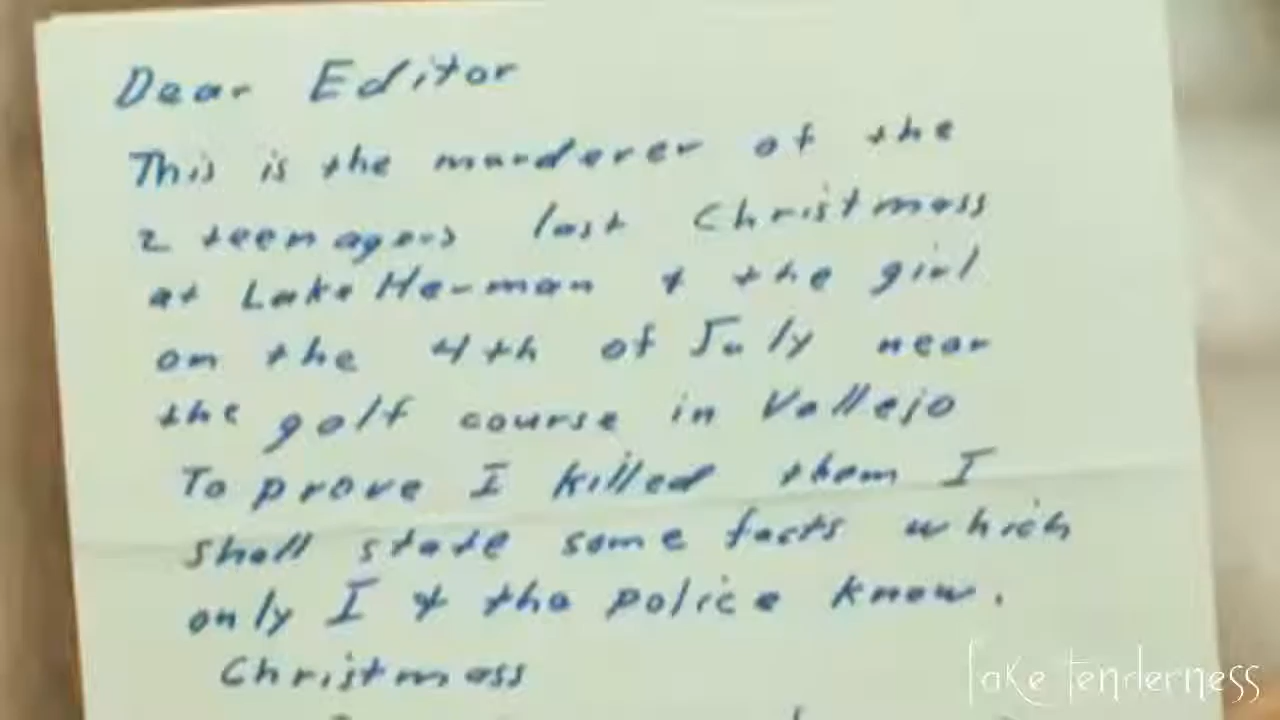 Dear Editor
This is the murderer of the
2 teenagers last Christmass
at Lake Herman & the girl
on the 4th of July near
the golf course in Vallejo
To prove I killed them I
shall state some facts which
only I & the police know.
Christmass
fake tenderness